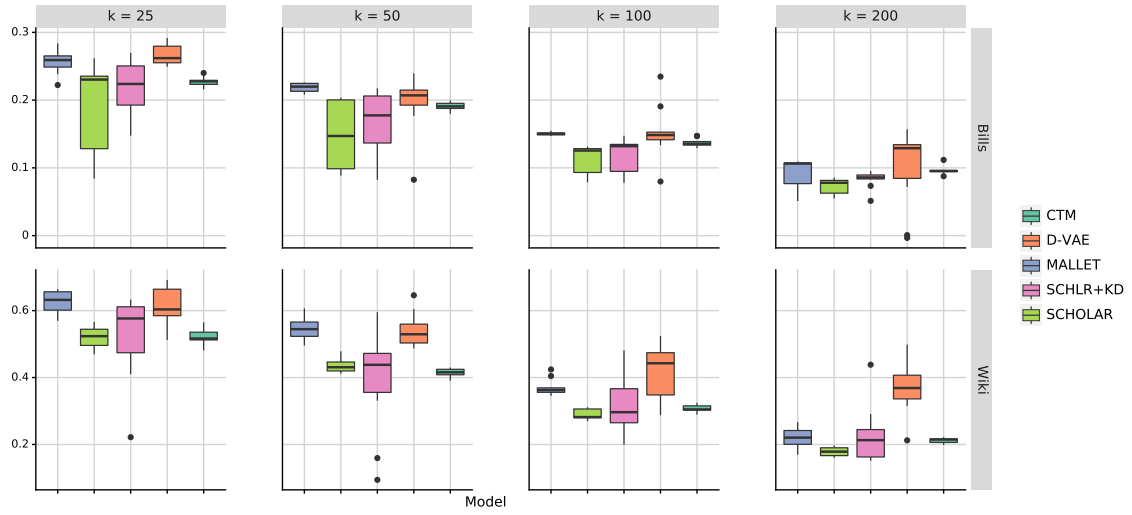 k = 25
k = 50
k = 100
k = 200
0.3
0.2
0.1
0
Bills
0.6
0.4
0.2
Wiki
Model
CTM
D-VAE
MALLET
SCHLR+KD
SCHOLAR